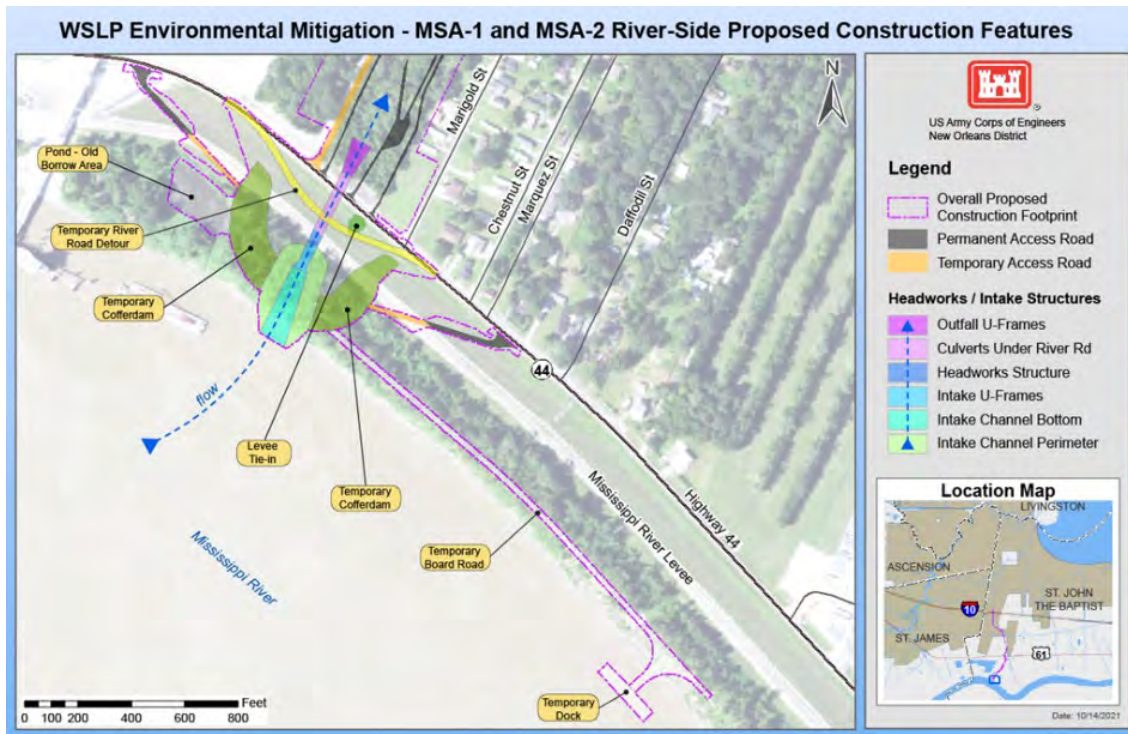 WSLP Environmental Mitigation - MSA-1 and MSA-2 River-Side Proposed Construction Features
N
Marigold St
Chestnut St
Marquez St
Daffodil St
Pond - Old
Borrow Area
Temporary River
Road Detour
Temporary
Cofferdam
flow
Levee
Tie-in
Temporary
Cofferdam
44
Highway 44
Mississippi River Levee
Temporary
Board Road
Mississippi River
Temporary
Dock
0 100 200 400 600 800
Feet
US Army Corps of Engineers
New Orleans District
Legend
Overall Proposed
Construction Footprint
Permanent Access Road
Temporary Access Road
Headworks / Intake Structures
Outfall U-Frames
Culverts Under River Rd
Headworks Structure
Intake U-Frames
Intake Channel Bottom
Intake Channel Perimeter
Location Map
LIVINGSTON
ASCENSION
ST. JOHN
THE BAPTIST
10
ST. JAMES
61
Date: 10/14/2021